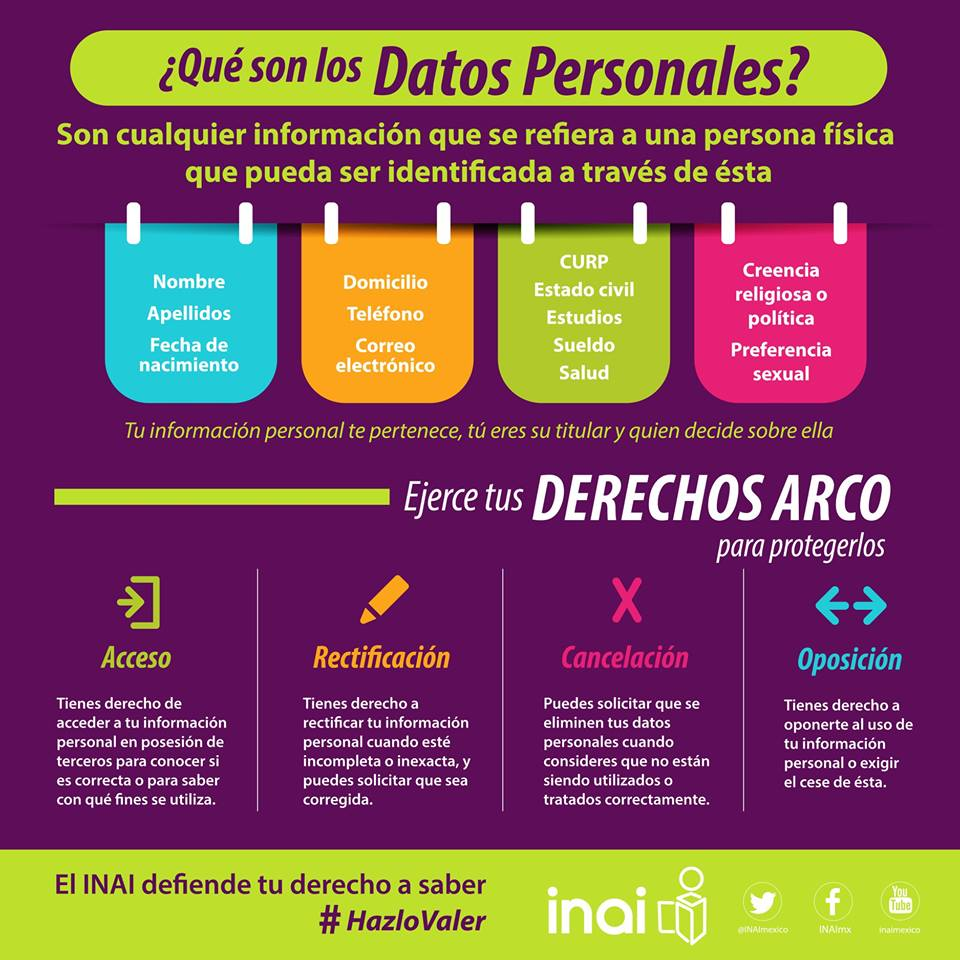 ¿Qué son los Datos Personales?
Son cualquier información que se refiera a una persona física
que pueda ser identificada a través de ésta
Nombre
Apellidos
Fecha de
nacimiento
Domicilio
Teléfono
Correo
electrónico
CURP
Estado civil
Estudios
Sueldo
Salud
Creencia
religiosa o
política
Preferencia
sexual
Tu información personal te pertenece, tú eres su titular y quien decide sobre ella
Ejerce tus DERECHOS ARCO
para protegerlos
Acceso
Tienes derecho de
acceder a tu información
personal en posesión de
terceros para conocer si
es correcta o para saber
con qué fines se utiliza.
Rectificación
Tienes derecho a
rectificar tu información
personal cuando esté
incompleta o inexacta, y
puedes solicitar que sea
corregida.
Cancelación
Puedes solicitar que se
eliminen tus datos
personales cuando
consideres que no están
siendo utilizados o
tratados correctamente.
Oposición
Tienes derecho a
oponerte al uso de
tu información
personal o exigir
el cese de ésta.
El INAI defiende tu derecho a saber
#HazloValer
inai
@INAImexico
INAImx
You
Tube
inaimexico